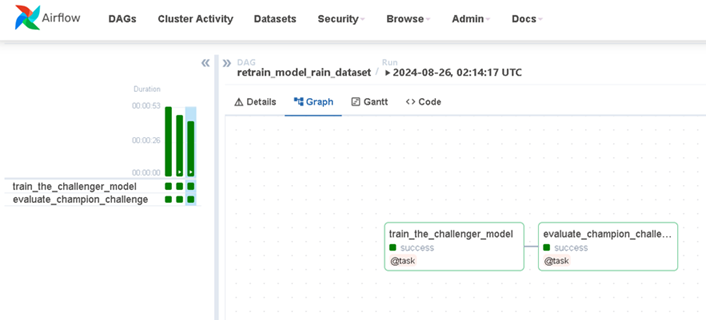 Airflow DAGs Cluster Activity Datasets Security Browse Admin Docs
DAG Run
retrain_model_rain_dataset / 2024-08-26, 02:14:17 UTC
Details Graph Gantt <> Code
Duration
00:00:53
00:00:26
00:00:00
train_the_challenger_model
evaluate_champion_challenge
train_the_challenger_model
success
@task
evaluate_champion_challe...
success
@task